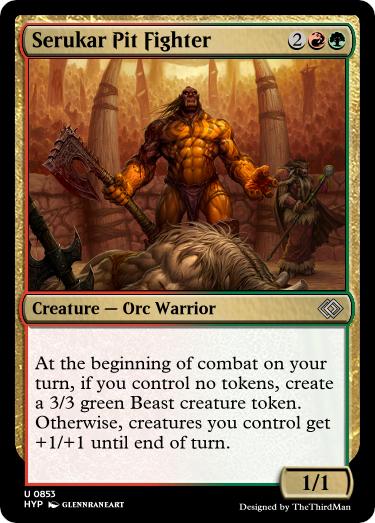 Serukar Pit Fighter 2
Creature — Orc Warrior
At the beginning of combat on your
turn, if you control no tokens, create
a 3/3 green Beast creature token.
Otherwise, creatures you control get
+1/+1 until end of turn.
1/1
U 0853
HYP GLENNRANEART
Designed by TheThirdMan